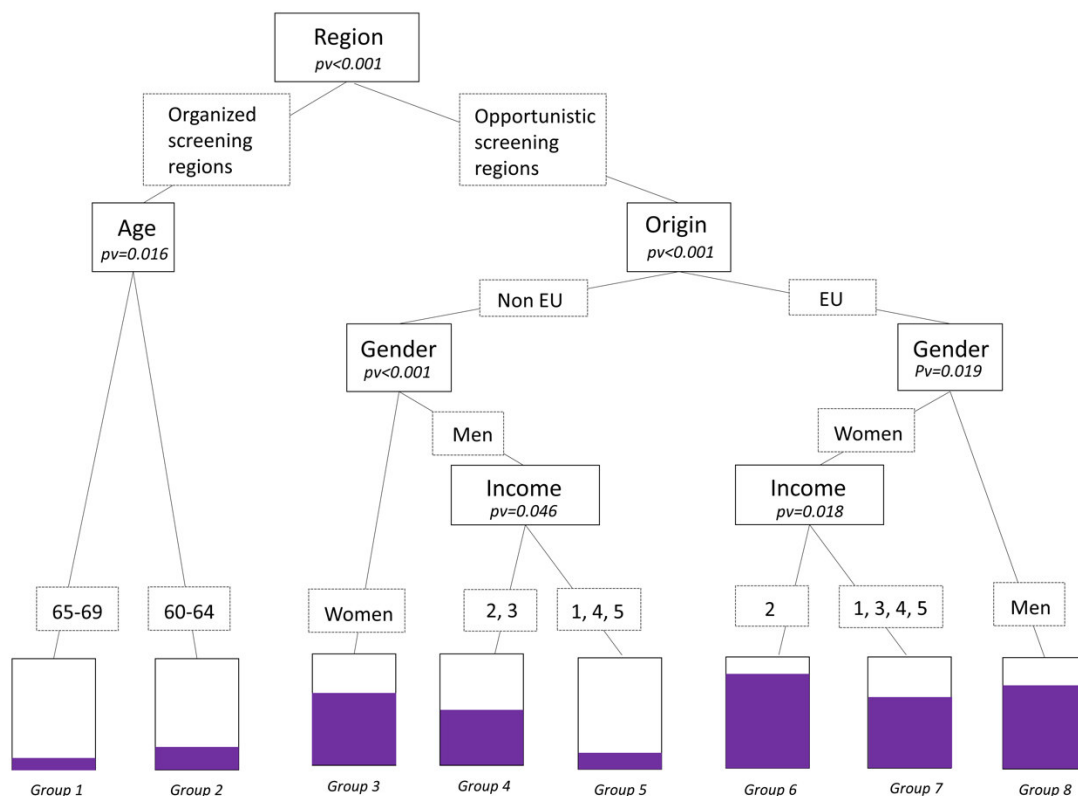 Region
pv<0.001
Organized
screening
regions
Opportunistic
screening
regions
Age
pv=0.016
Origin
pv<0.001
Non EU
EU
Gender
pv<0.001
Gender
Pv=0.019
Men
Women
Income
pv=0.046
Income
pv=0.018
65-69
60-64
Women
2, 3
1, 4, 5
2
1, 3, 4, 5
Men
Group 1
Group 2
Group 3
Group 4
Group 5
Group 6
Group 7
Group 8